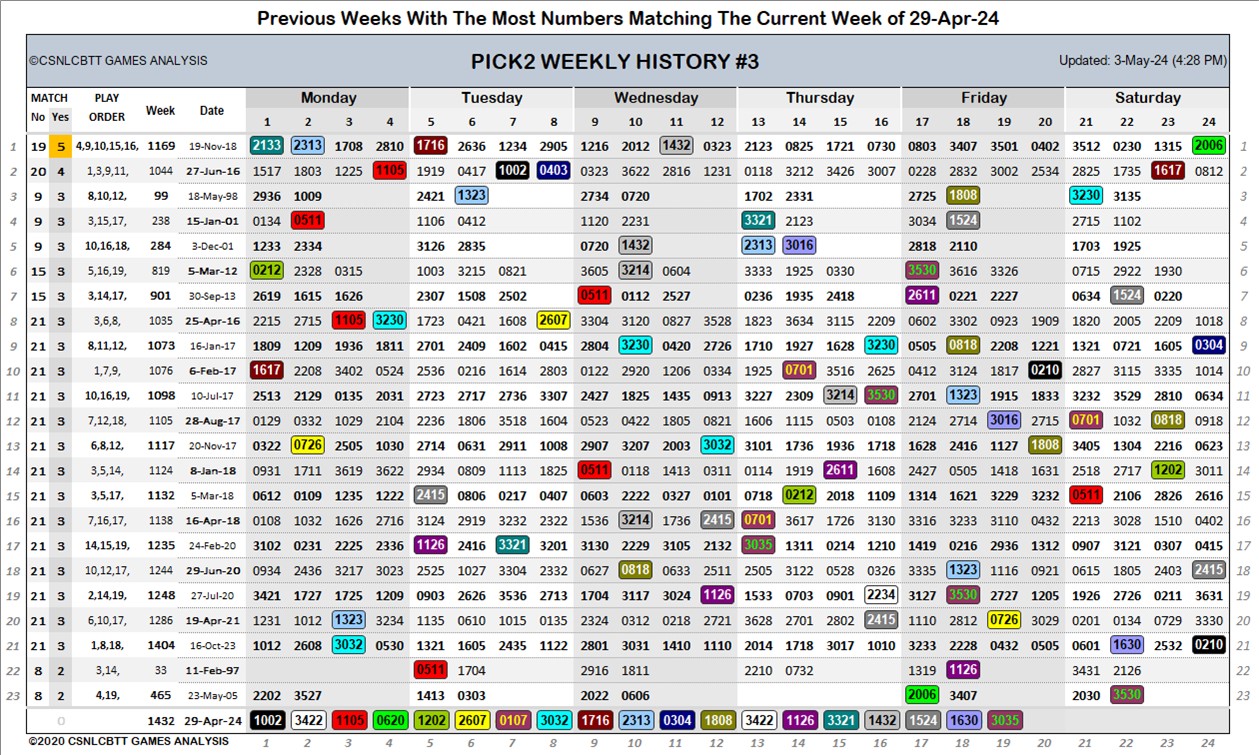 Previous Weeks With The Most Numbers Matching The Current Week of 29-Apr-24
©CSNLCBTT GAMES ANALYSIS PICK2 WEEKLY HISTORY #3 Updated: 3-May-24 (4:28 PM)
MATCH PLAY Week Date Monday Tuesday Wednesday Thursday Friday Saturday
No Yes ORDER 1 2 3 4 5 6 7 8 9 10 11 12 13 14 15 16 17 18 19 20 21 22 23 24
1 19 5 4,9,10,15,16, 1169 19-Nov-18 2133 2313 1708 2810 1716 2636 1234 2905 1216 2012 1432 0323 2123 0825 1721 0730 0803 3407 3501 0402 3512 0230 1315 2006 1
2 20 4 1,3,9,11, 1044 27-Jun-16 1517 1803 1225 1105 1919 0417 1002 0403 0323 3622 2816 1231 0118 3212 3426 3007 0228 2832 3002 2534 2825 1735 1617 0812 2
3 9 3 8,10,12, 99 18-May-98 2936 1009 2421 1323 2734 0720 1702 2331 2725 1808 3230 3135 3
4 9 3 3,15,17, 238 15-Jan-01 0134 0511 1106 0412 1120 2231 3321 2123 3034 1524 2715 1102 4
5 9 3 10,16,18, 284 3-Dec-01 1233 2334 3126 2835 0720 1432 2313 3016 2818 2110 1703 1925 5
6 15 3 5,16,19, 819 5-Mar-12 0212 2328 0315 1003 3215 0821 3605 3214 0604 3333 1925 0330 3530 3616 3326 0715 2922 1930 6
7 15 3 3,14,17, 901 30-Sep-13 2619 1615 1626 2307 1508 2502 0511 0112 2527 0236 1935 2418 2611 0221 2227 0634 1524 0220 7
8 21 3 3,6,8, 1035 25-Apr-16 2215 2715 1105 3230 1723 0421 1608 2607 3304 3120 0827 3528 1823 3634 1115 2209 0602 3302 0923 1909 1820 2005 2209 1018 8
9 21 3 8,11,12, 1073 16-Jan-17 1809 1209 1936 1811 2701 2409 1602 0415 2804 3230 0420 2726 1710 1927 1628 3230 0505 0818 2208 1221 1321 0721 1605 0304 9
10 21 3 1,7,9, 1076 6-Feb-17 1617 2208 3402 0524 2536 0216 1614 2803 0122 2920 1206 0334 1925 0701 3516 2625 0412 3124 1817 0210 2827 3115 3335 1014 10
11 21 3 10,16,19, 1098 10-Jul-17 2513 2129 0135 2031 2723 2717 2736 3307 2427 1825 1435 0913 3227 2309 3214 3530 2701 1323 1915 1833 3232 3529 2810 0634 11
12 21 3 7,12,18, 1105 28-Aug-17 0129 0332 1029 1004 2236 1806 3518 1604 0523 0422 1805 0821 1606 1115 0503 0108 2124 2714 3016 2715 0701 1032 0818 0918 12
13 21 3 6,8,12, 1117 20-Nov-17 0322 0726 2505 1030 2714 0631 2911 1008 2907 3207 2003 3032 3101 1736 1936 1718 1628 2416 1127 1808 3405 1304 2216 0623 13
14 21 3 3,5,14, 1124 8-Jan-18 0931 1711 3619 3622 2934 0809 1113 1825 0511 0118 1413 0311 0114 1919 2611 1608 2407 0505 1418 1631 2518 2717 1202 3011 14
15 21 3 3,5,17, 1132 5-Mar-18 0612 0109 1235 1222 2415 0806 0217 0407 0603 2222 0327 0101 0718 0212 2018 1109 1314 1621 3229 3232 0511 2106 2826 2616 15
16 21 3 7,16,17, 1138 16-Apr-18 0108 1032 1626 2716 3124 2919 3232 2322 1536 3214 1736 2415 0701 3617 1726 3130 3316 3233 3110 0432 2213 3028 1510 0402 16
17 21 3 14,15,19, 1235 24-Feb-20 3102 0231 2225 2336 1126 2416 3321 3201 3130 2229 3105 2132 3035 1311 0214 1210 1419 0216 2936 1312 0907 3121 0307 0415 17
18 21 3 10,12,17, 1244 29-Jun-20 0934 2436 3217 3023 2525 1027 3304 2332 0627 0818 0633 2511 2505 3122 0528 0326 3335 1323 1116 0921 0615 1805 2403 2415 18
19 21 3 2,14,19, 1248 27-Jul-20 3421 1727 1725 1209 0903 2626 3536 2713 1704 3117 3024 1126 1533 0703 0901 2234 3127 3530 2727 1205 1926 2726 0211 3631 19
20 21 3 6,10,17, 1286 19-Apr-21 1231 1012 1323 3234 1135 0610 1015 0135 2324 0312 0218 2721 3628 2701 2802 2415 1110 2812 0726 3029 0201 0134 0729 3330 20
21 21 3 1,8,18, 1404 16-Oct-23 1012 2608 3032 0530 1321 1605 2435 1122 2801 3031 1410 1110 2014 1718 3017 1010 3233 2228 0432 0505 0601 1630 2532 0210 21
22 8 2 3,14, 33 11-Feb-97 0511 1704 2916 1811 2210 0732 1319 1126 3431 2126 22
23 8 2 4,19, 465 23-May-05 2202 3527 1413 0303 2022 0606 2006 3407 2030 3530 23
0 1432 29-Apr-24 1002 3422 1105 0620 1202 2607 0107 3032 1716 2313 0304 1808 3422 1126 3321 1432 1524 1630 3035
©2020 CSNLCBTT GAMES ANALYSIS 1 2 3 4 5 6 7 8 9 10 11 12 13 14 15 16 17 18 19 20 21 22 23 24